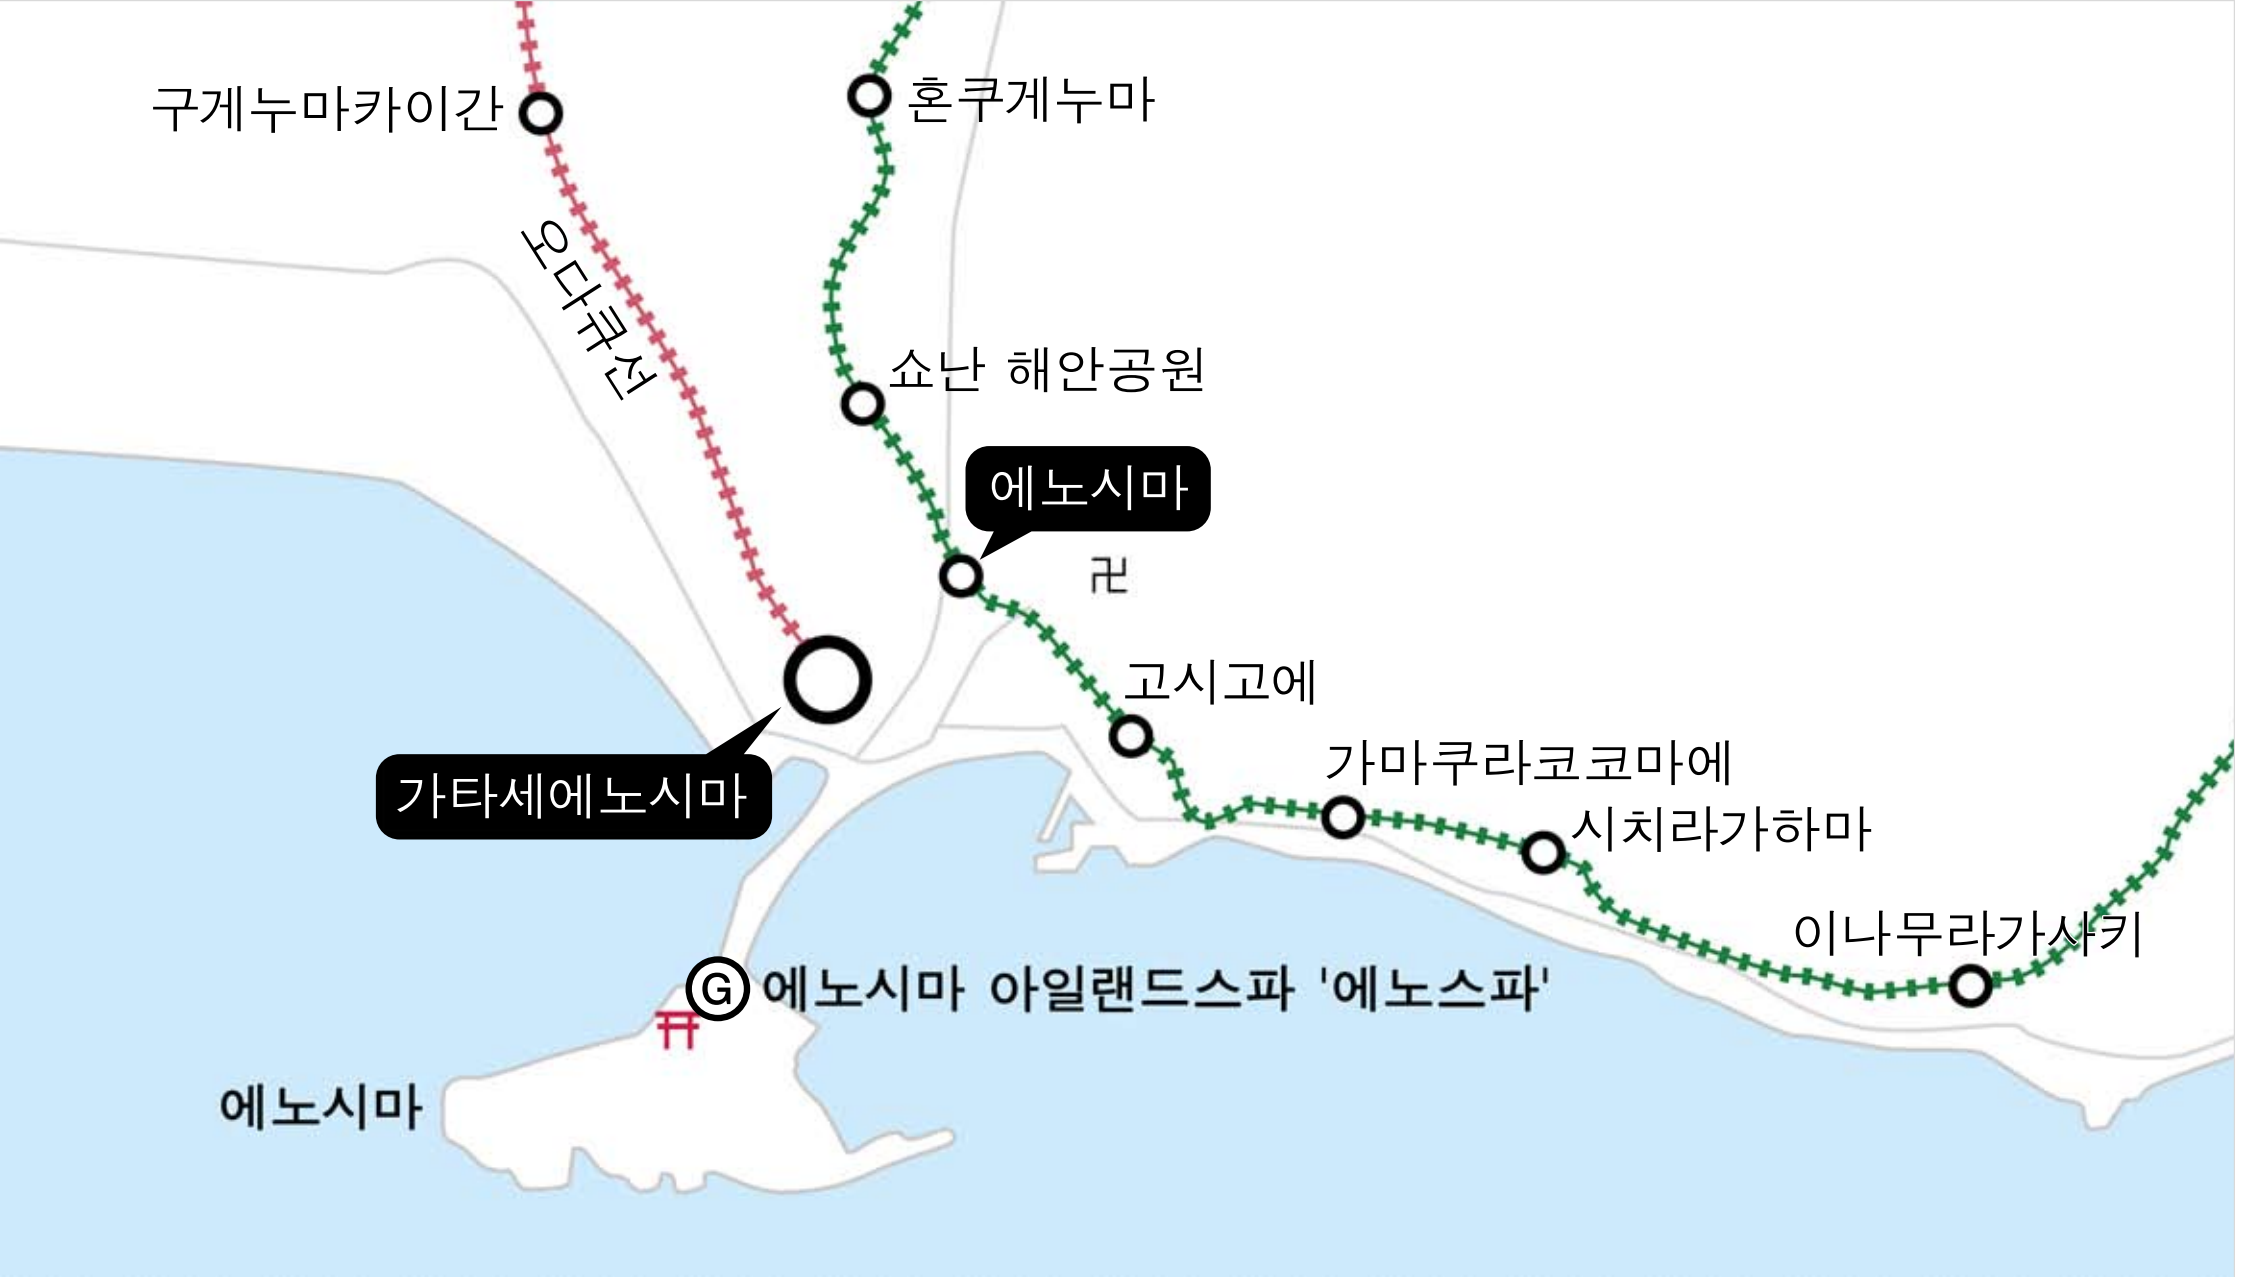 구게누마카이간
혼쿠게누마
오다큐선
쇼난 해안공원
에노시마
卍
고시고에
가마쿠라코코마에
가타세에노시마
시치라가하마
이나무라가사키
G 에노시마 아일랜드스파 '에노스파'
에노시마